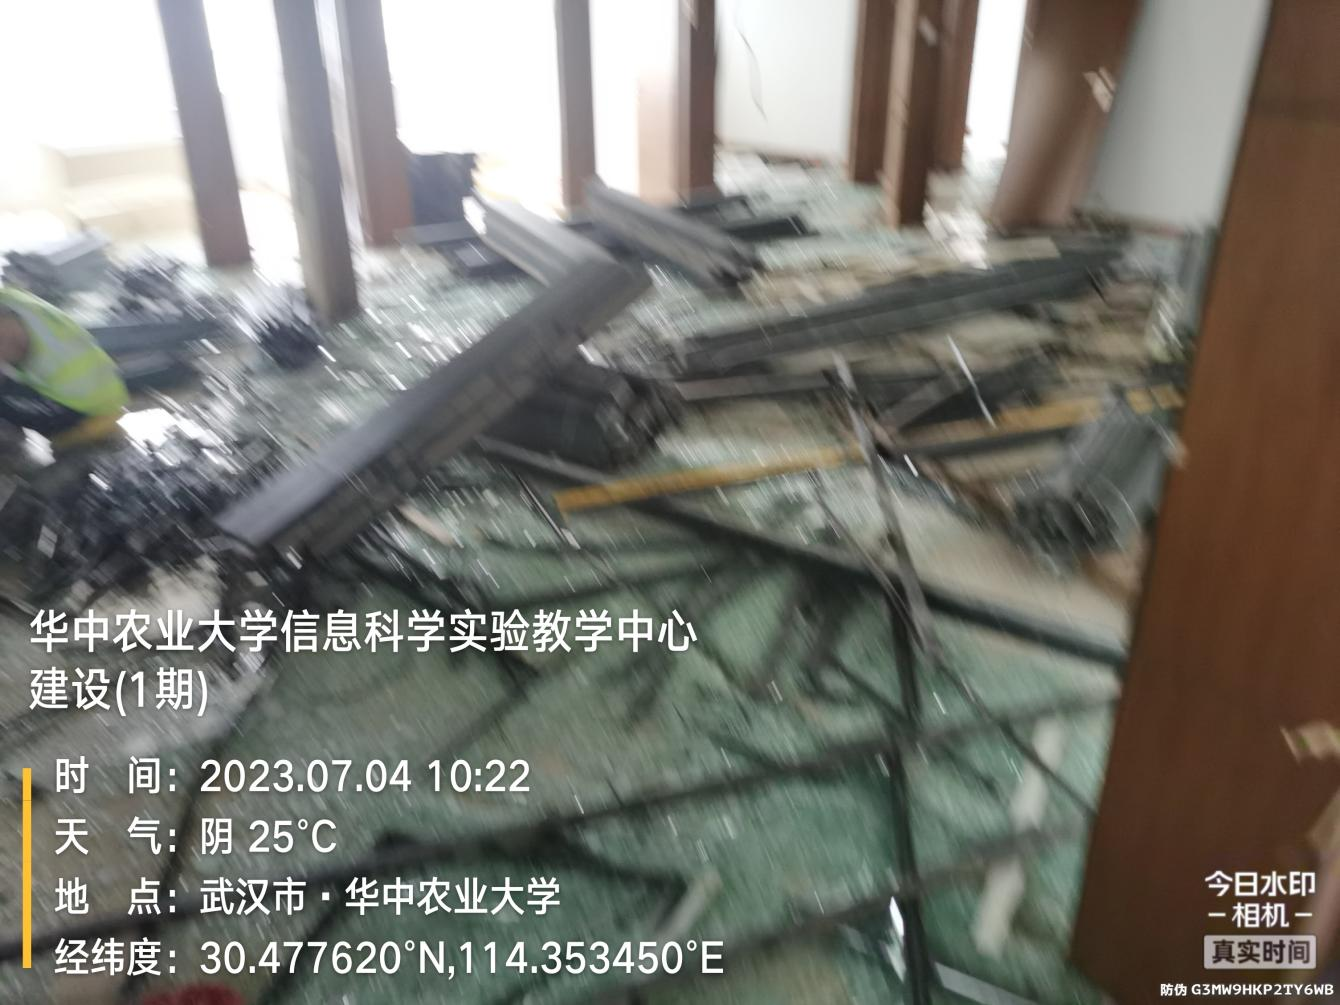 华中农业大学信息科学实验教学中心
建设(1期)
时 间：2023.07.04 10:22
天 气：阴 25°C
地 点：武汉市·华中农业大学
经纬度：30.477620°N,114.353450°E
今日水印
-相机-
真实时间
防伪 G3MW9HKP2TY6WB